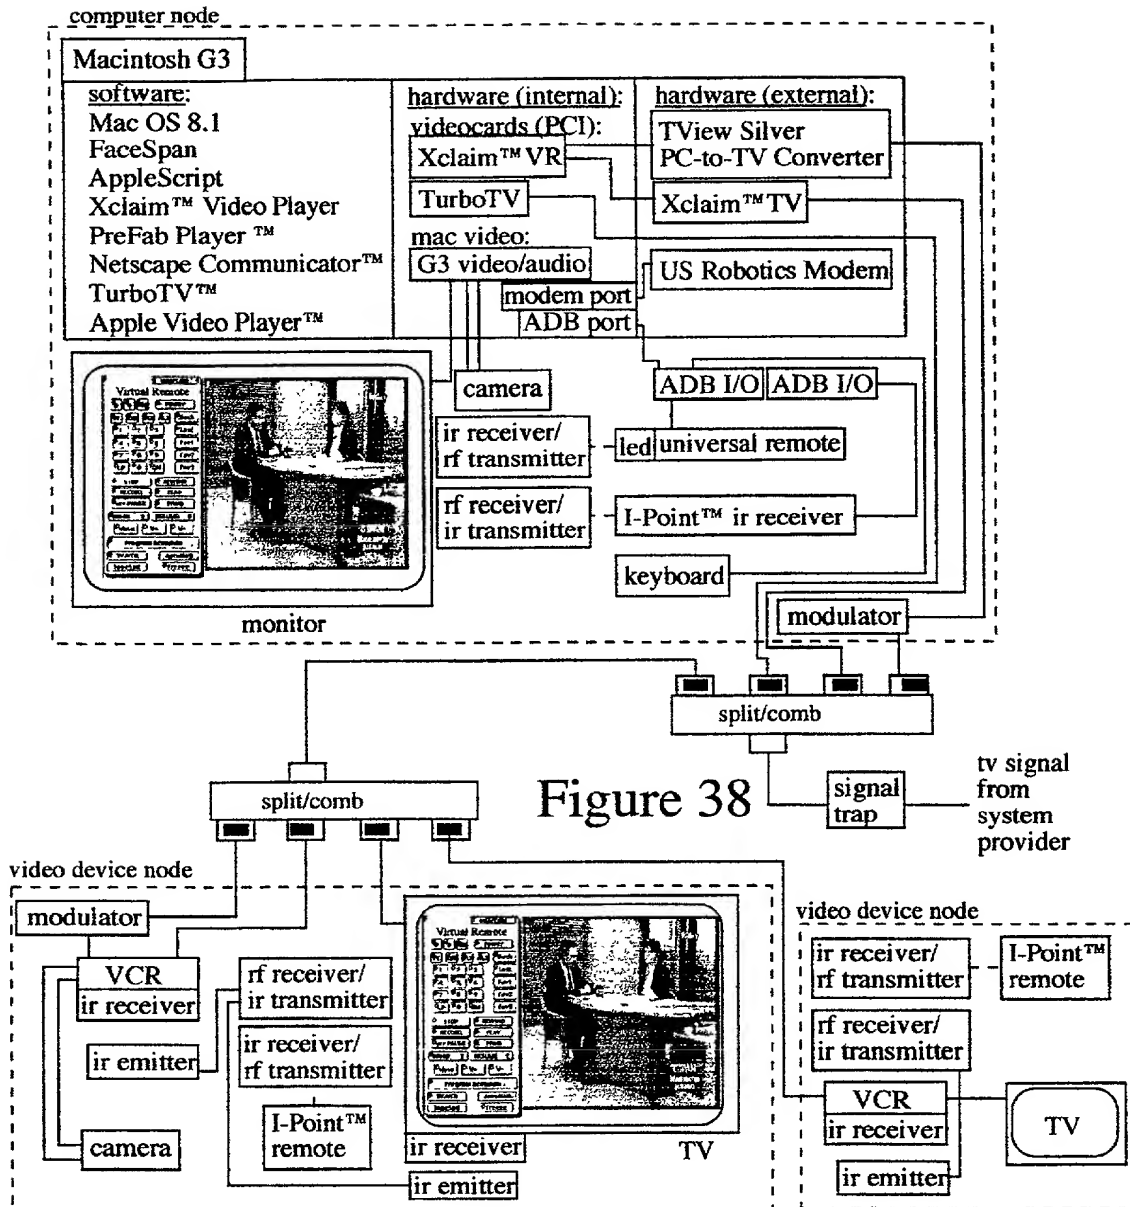 computer node
Macintosh G3
software:
Mac OS 8.1
FaceSpan
AppleScript
Xclaim™ Video Player
PreFab Player ™
Netscape Communicator™
TurboTV™
Apple Video Player™
hardware (internal):
videocards (PCI):
Xclaim™ VR
TurboTV
mac video:
G3 video/audio
modem port
ADB port
hardware (external):
TView Silver
PC-to-TV Converter
Xclaim™ TV
US Robotics Modem
ADB I/O
ADB I/O
camera
ir receiver/
rf transmitter
led
universal remote
rf receiver/
ir transmitter
I-Point™ ir receiver
keyboard
modulator
Virtual Remote
monitor
split/comb
split/comb
Figure 38
signal
trap
tv signal
from
system
provider
video device node
modulator
VCR
ir receiver
ir emitter
camera
rf receiver/
ir transmitter
ir receiver/
rf transmitter
I-Point™
remote
Virtual Remote
ir receiver
TV
ir emitter
video device node
ir receiver/
rf transmitter
I-Point™
remote
rf receiver/
ir transmitter
VCR
ir receiver
TV
ir emitter